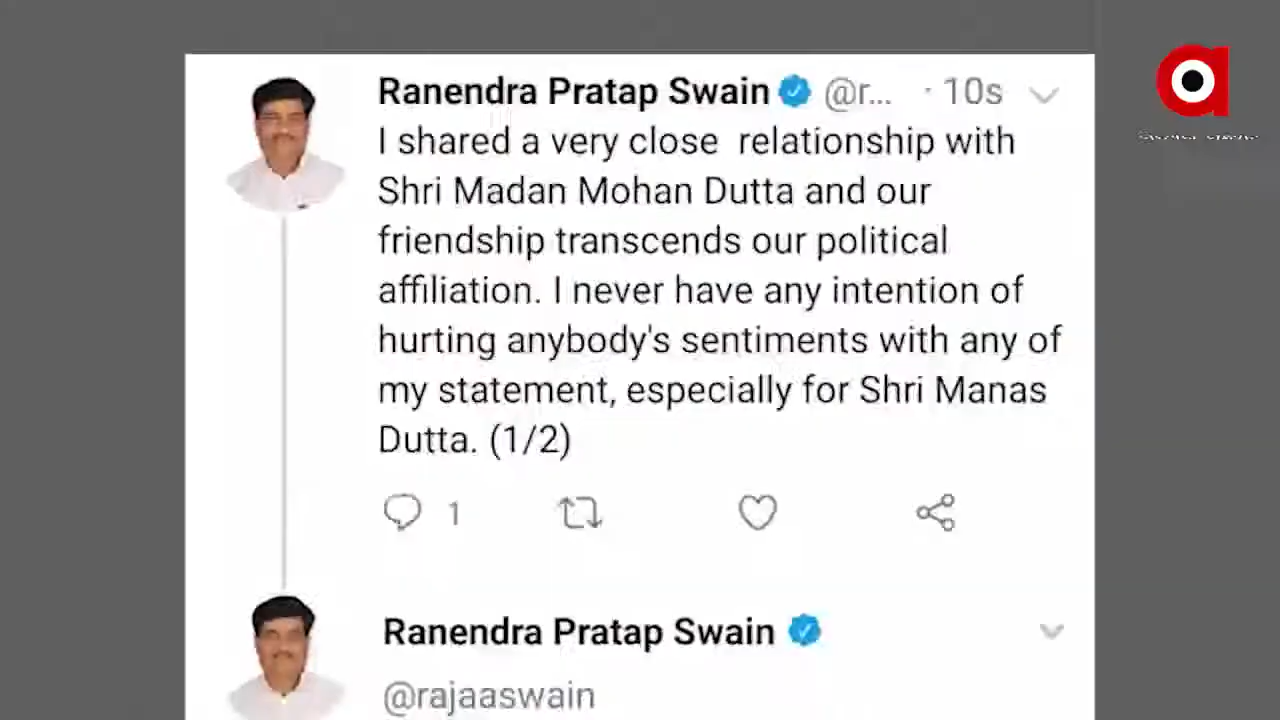 Ranendra Pratap Swain @r... · 10s
I shared a very close relationship with
Shri Madan Mohan Dutta and our
friendship transcends our political
affiliation. I never have any intention of
hurting anybody's sentiments with any of
my statement, especially for Shri Manas
Dutta. (1/2)
1
Ranendra Pratap Swain
@rajaaswain